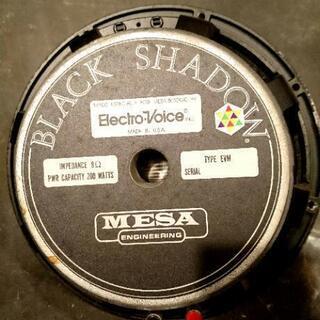 BLACK SHADOW
Electro-Voice®
MADE IN U.S.A.
IMPEDANCE 8Ω
PWR CAPACITY 200 WATTS
TYPE EVM
SERIAL
MESA
ENGINEERING